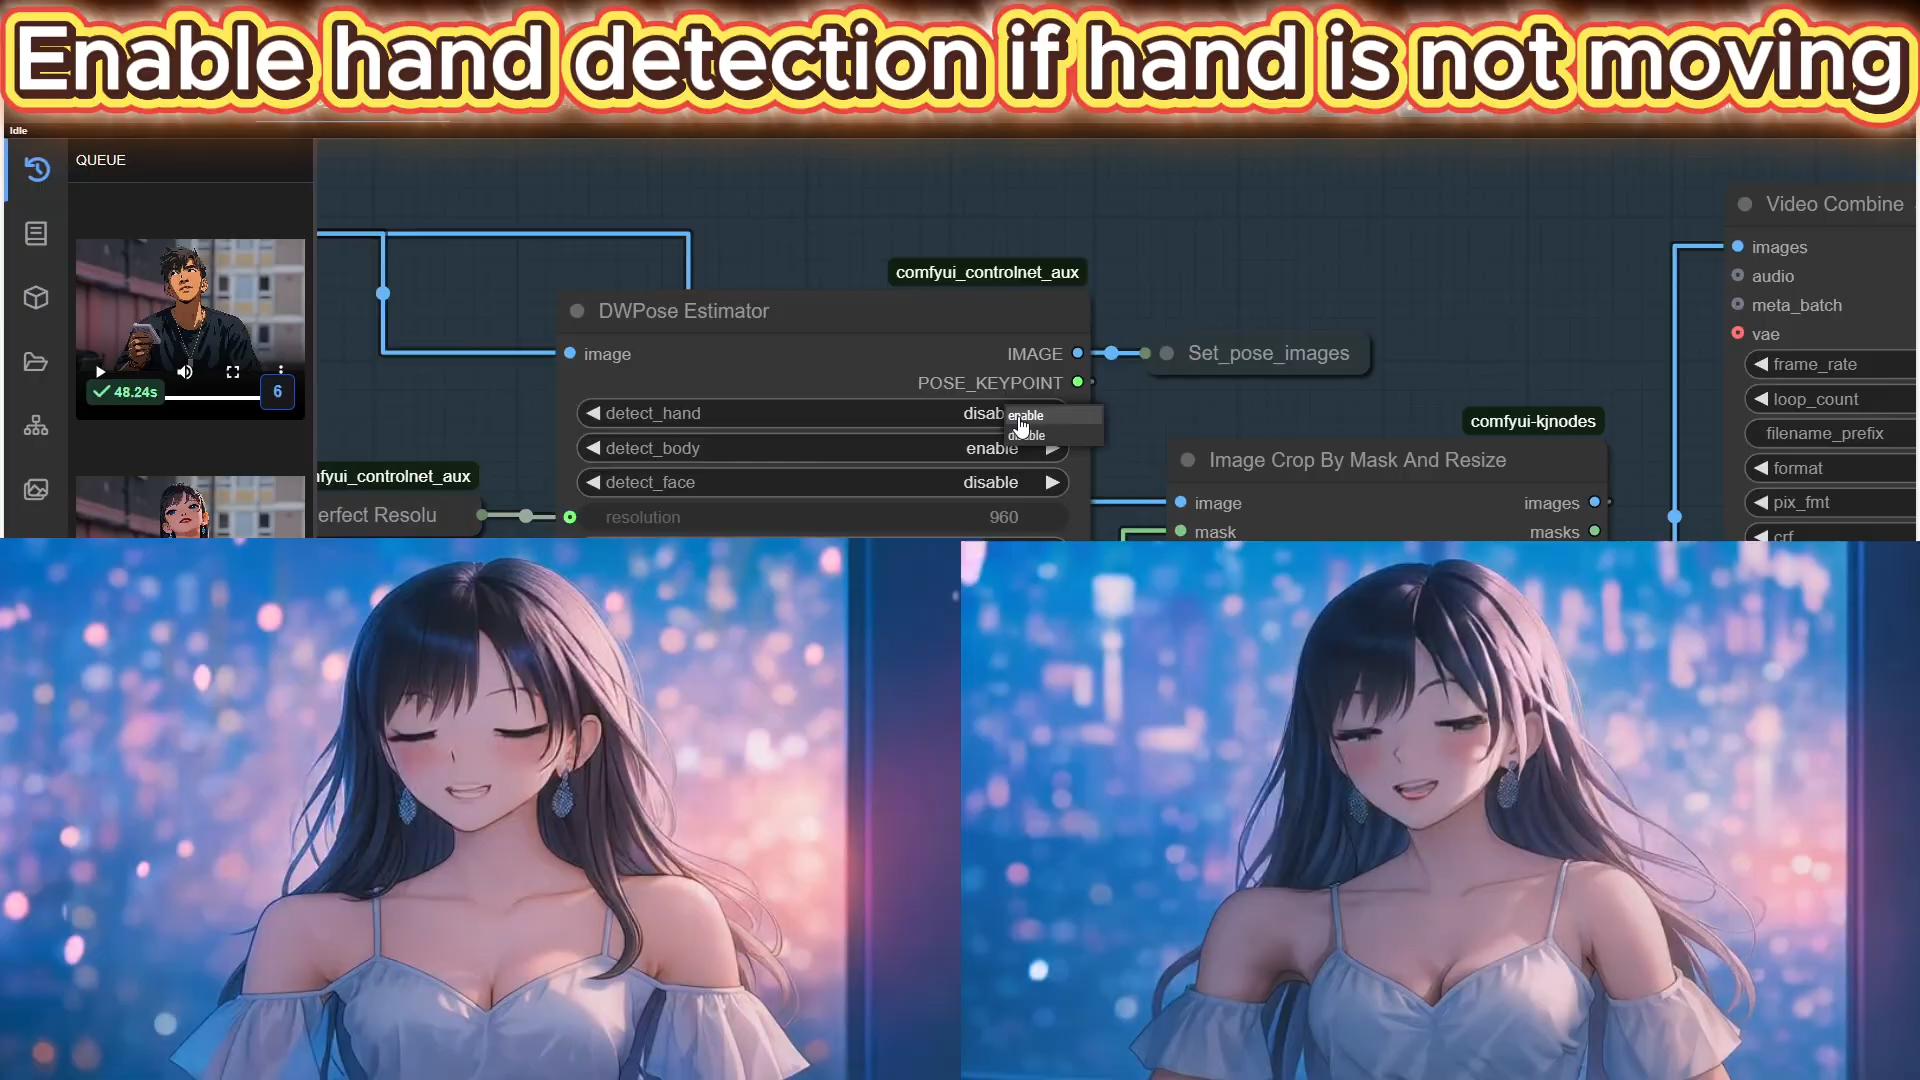 Enable hand detection if hand is not moving
Idle
QUEUE
48.24s
6
comfyui_controlnet_aux
DWPose Estimator
image
IMAGE
POSE_KEYPOINT
detect_hand
disab
enable
disable
detect_body
enable
detect_face
disable
resolution
960
Set_pose_images
mfyui_controlnet_aux
erfect Resolu
comfyui-kjnodes
Image Crop By Mask And Resize
image
images
mask
masks
Video Combine
images
audio
meta_batch
vae
frame_rate
loop_count
filename_prefix
format
pix_fmt
crf